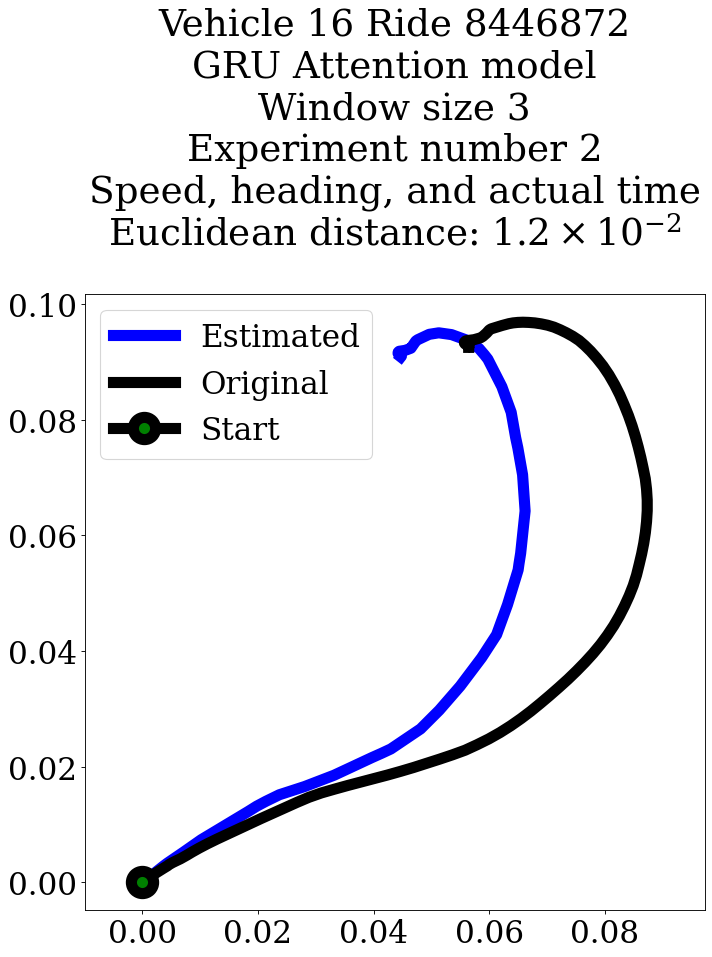 Vehicle 16 Ride 8446872
GRU Attention model
Window size 3
Experiment number 2
Speed, heading, and actual time
Euclidean distance: 1.2 × 10⁻²
Estimated
Original
Start
0.10
0.08
0.06
0.04
0.02
0.00
0.00 0.02 0.04 0.06 0.08